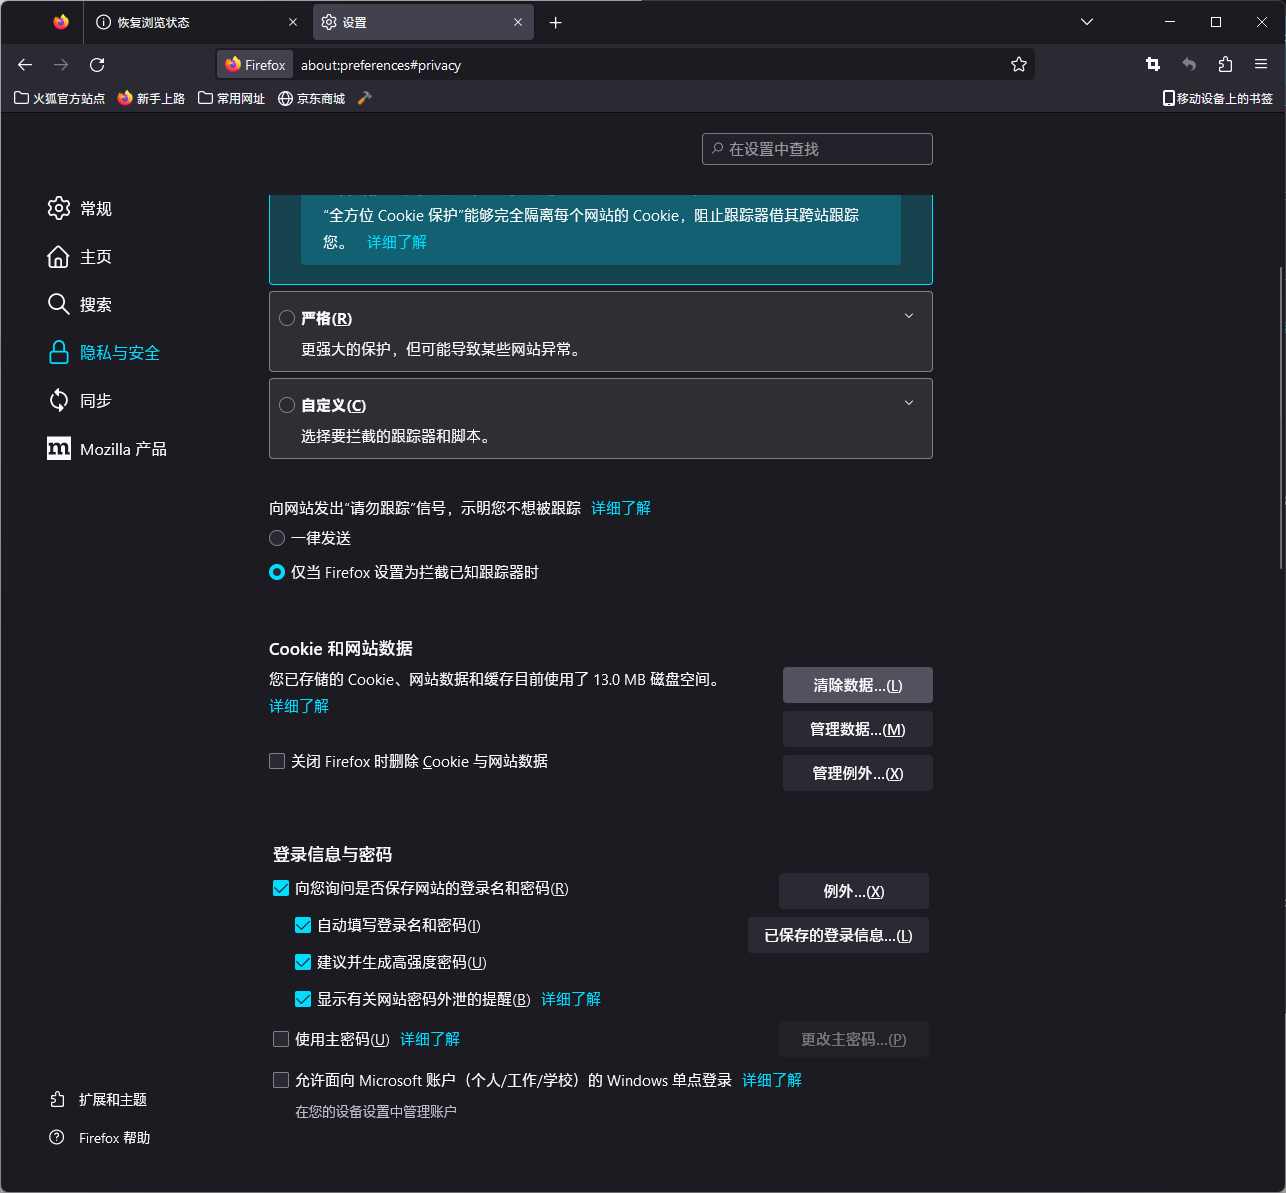 恢复浏览状态
设置
Firefox
about:preferences#privacy
火狐官方站点
新手上路
常用网址
京东商城
移动设备上的书签
在设置中查找
常规
主页
搜索
隐私与安全
同步
Mozilla 产品
"全方位 Cookie 保护"能够完全隔离每个网站的 Cookie，阻止跟踪器借其跨站跟踪
您。 详细了解
严格(R)
更强大的保护，但可能导致某些网站异常。
自定义(C)
选择要拦截的跟踪器和脚本。
向网站发出"请勿跟踪"信号，示明您不想被跟踪 详细了解
一律发送
仅当 Firefox 设置为拦截已知跟踪器时
Cookie 和网站数据
您已存储的 Cookie、网站数据和缓存目前使用了 13.0 MB 磁盘空间。
详细了解
清除数据...(L)
管理数据...(M)
关闭 Firefox 时删除 Cookie 与网站数据
管理例外...(X)
登录信息与密码
向您询问是否保存网站的登录名和密码(R)
例外...(X)
自动填写登录名和密码(I)
已保存的登录信息...(L)
建议并生成高强度密码(U)
显示有关网站密码外泄的提醒(B) 详细了解
使用主密码(U) 详细了解
更改主密码...(P)
允许面向 Microsoft 账户（个人/工作/学校）的 Windows 单点登录 详细了解
在您的设备设置中管理账户
扩展和主题
Firefox 帮助